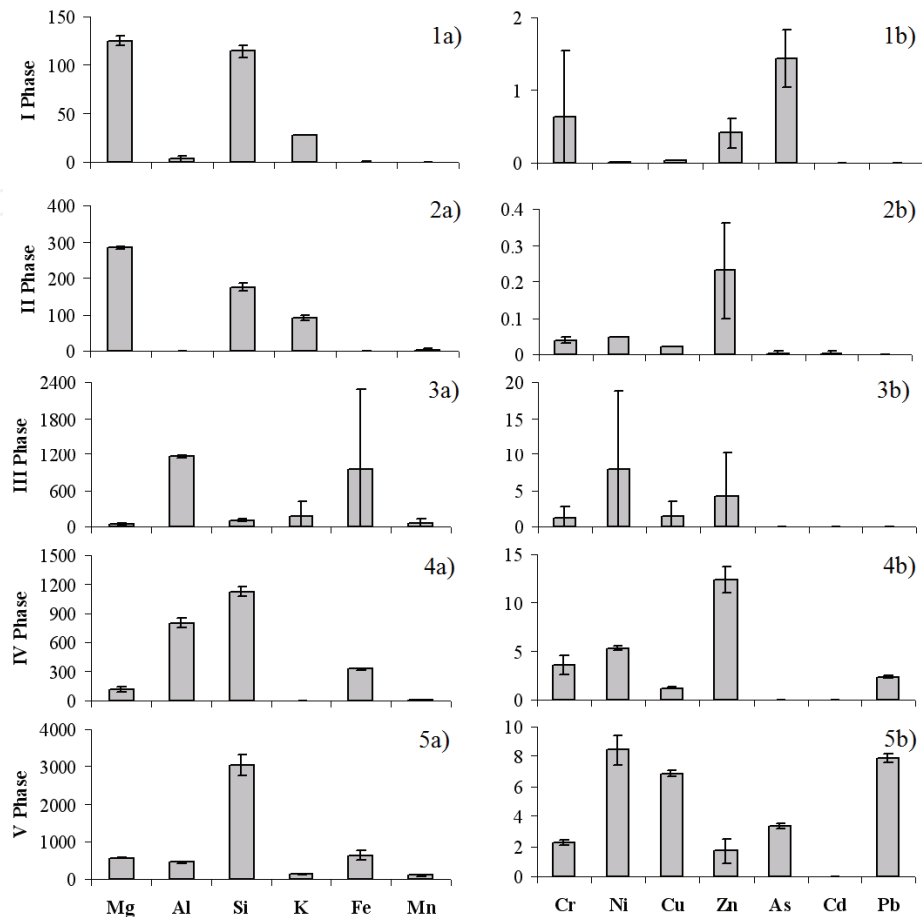 150
100
50
0
I Phase
1a)
2
1
0
1b)
400
300
200
100
0
II Phase
2a)
0.4
0.3
0.2
0.1
0
2b)
2400
1800
1200
600
0
III Phase
3a)
20
15
10
5
0
3b)
1500
1200
900
600
300
0
IV Phase
4a)
15
10
5
0
4b)
4000
3000
2000
1000
0
V Phase
5a)
10
8
6
4
2
0
5b)
Mg Al Si K Fe Mn
Cr Ni Cu Zn As Cd Pb